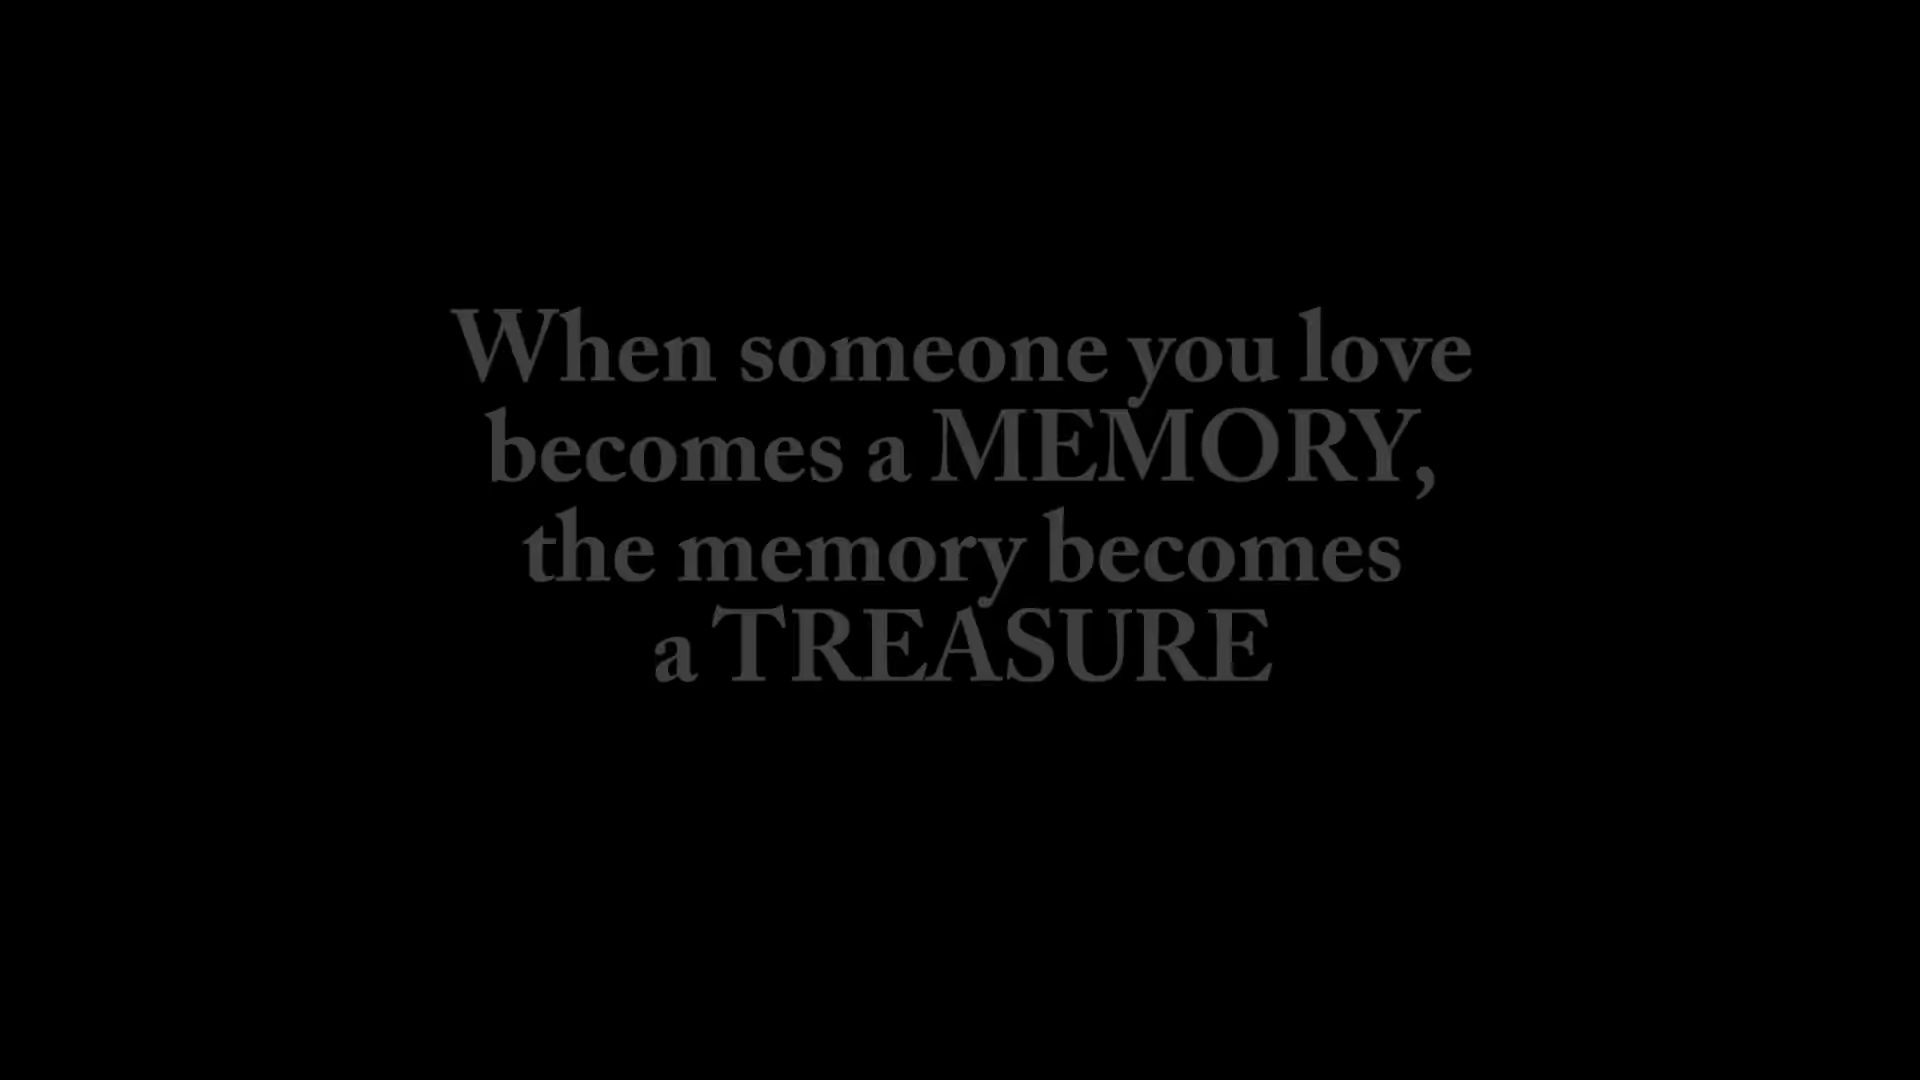 When someone you love
becomes a MEMORY,
the memory becomes
a TREASURE